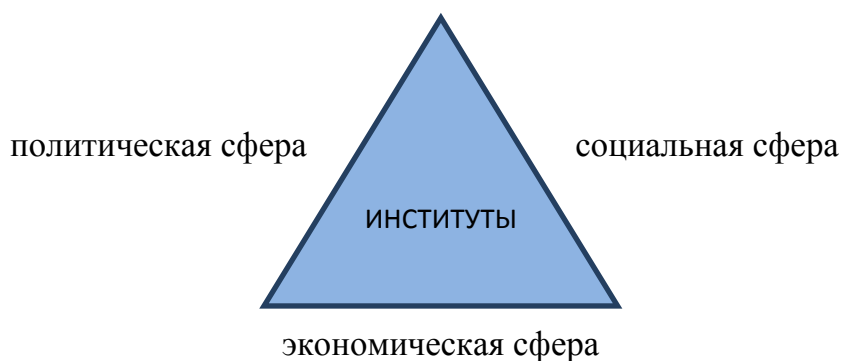 политическая сфера
социальная сфера
ИНСТИТУТЫ
экономическая сфера